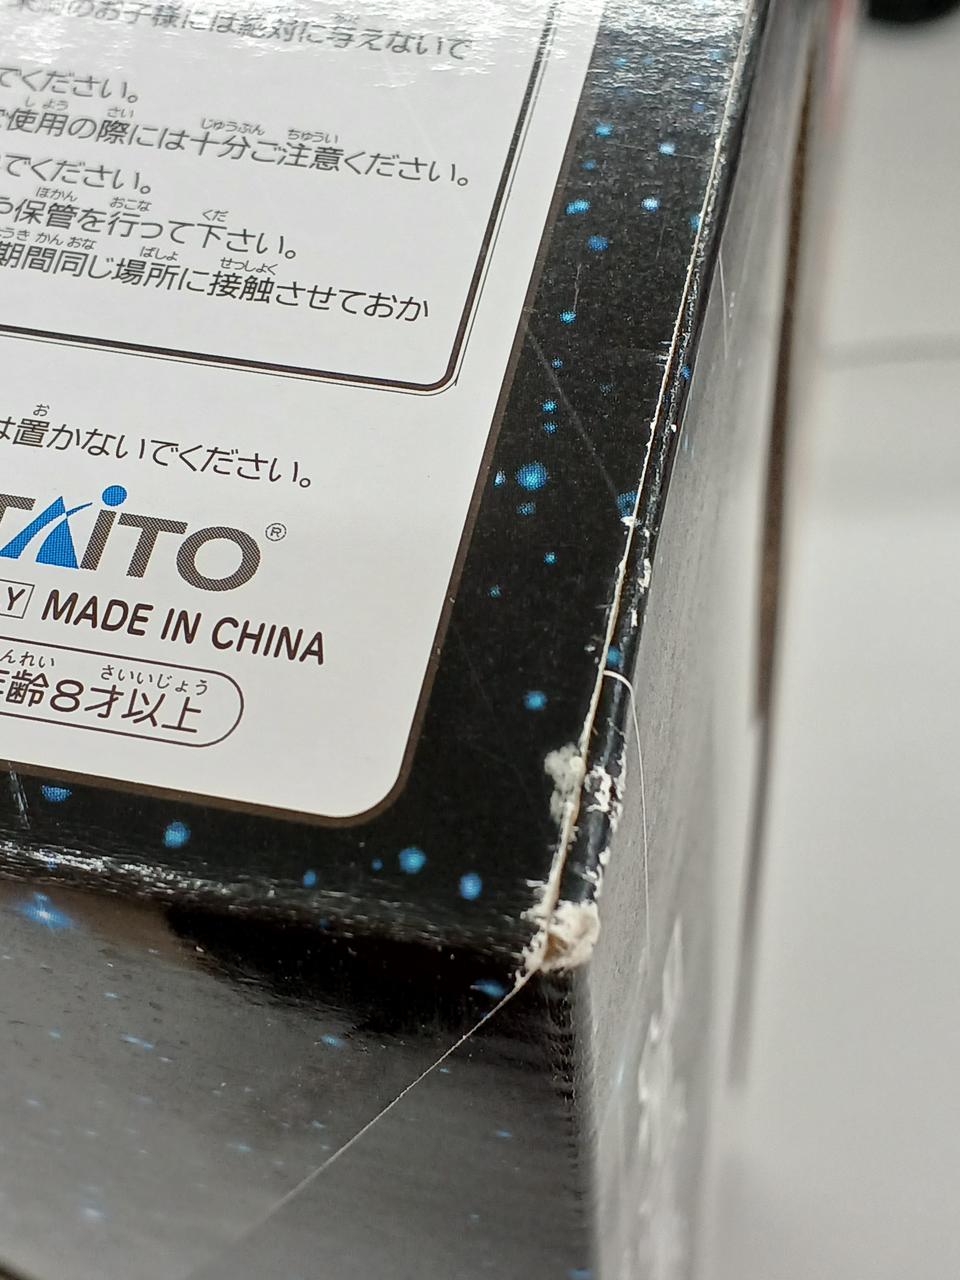 のお子様には絶対に与えないで
でください。
使用の際には十分ご注意ください。
でください。
保管を行って下さい。
期間同じ場所に接触させておか
は置かないでください。
TAITO®
Y MADE IN CHINA
齢8才以上